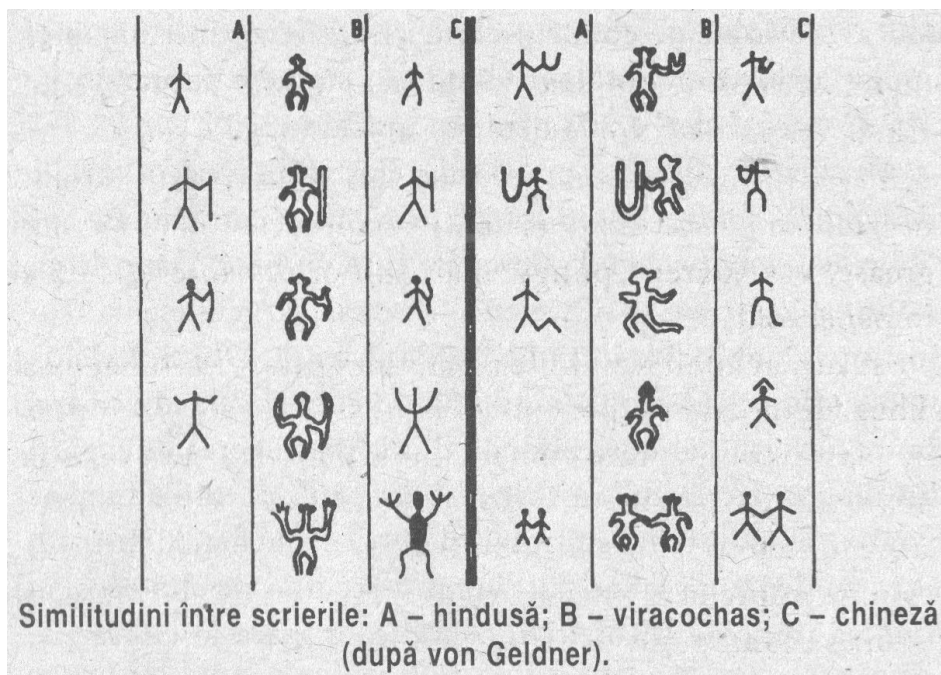 A B C A B C
Similitudini între scrierile: A – hindusă; B – viracochas; C – chineză
(după von Geldner).